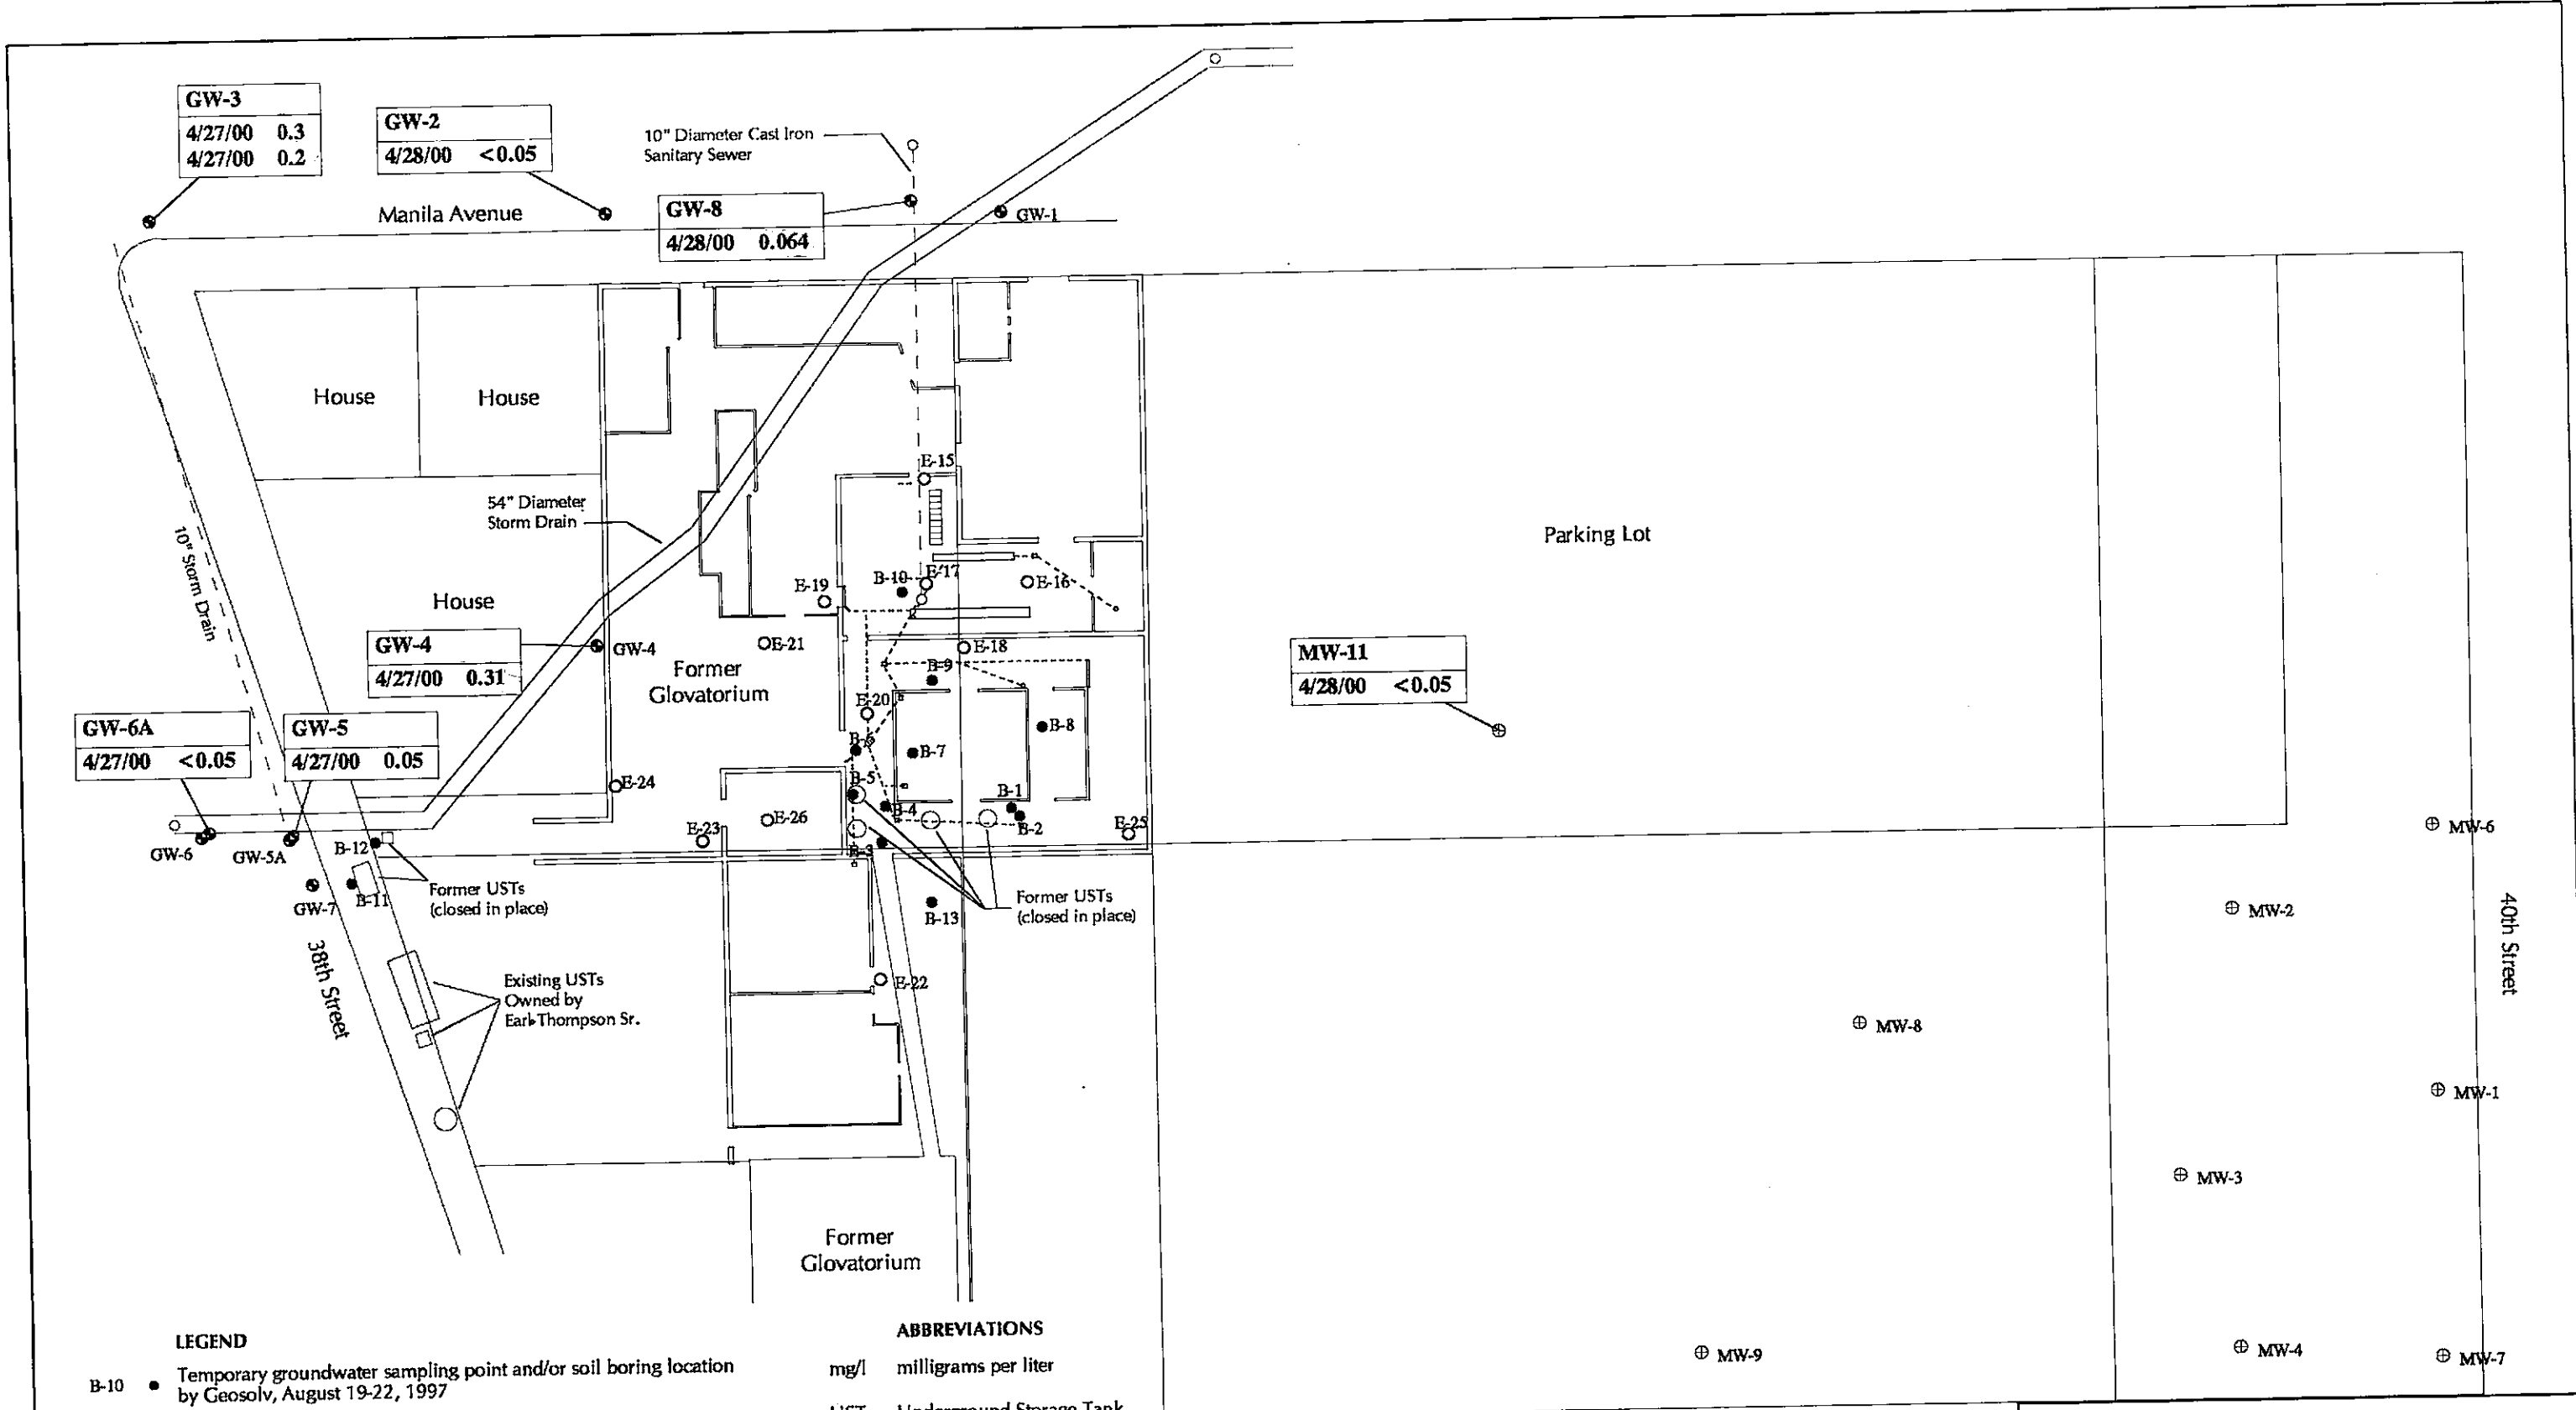 GW-3
4/27/00 0.3
4/27/00 0.2
GW-2
4/28/00 <0.05
10" Diameter Cast Iron
Sanitary Sewer
GW-8
4/28/00 0.064
Manila Avenue
GW-1
House
House
E-15
54" Diameter
Storm Drain
Parking Lot
10" Storm Drain
E-19
B-10
E-17
E-16
House
GW-4
4/27/00 0.31
GW-4
E-21
E-18
Former
Glovatorium
B-9
MW-11
4/28/00 <0.05
E-20
GW-6A
4/27/00 <0.05
GW-5
4/27/00 0.05
B-6
B-7
B-8
E-24
B-5
B-4
B-1
B-2
E-26
E-23
E-25
MW-6
GW-6
GW-5A
B-12
B-3
GW-7
B-11
Former USTs
(closed in place)
B-13
Former USTs
(closed in place)
MW-2
40th Street
38th Street
Existing USTs
Owned by
Earl Thompson Sr.
E-22
MW-8
MW-1
MW-3
Former
Glovatorium
LEGEND
ABBREVIATIONS
B-10 Temporary groundwater sampling point and/or soil boring location
by Geosolv, August 19-22, 1997
mg/l milligrams per liter
MW-9
MW-4
MW-7
UST Underground Storage Tank